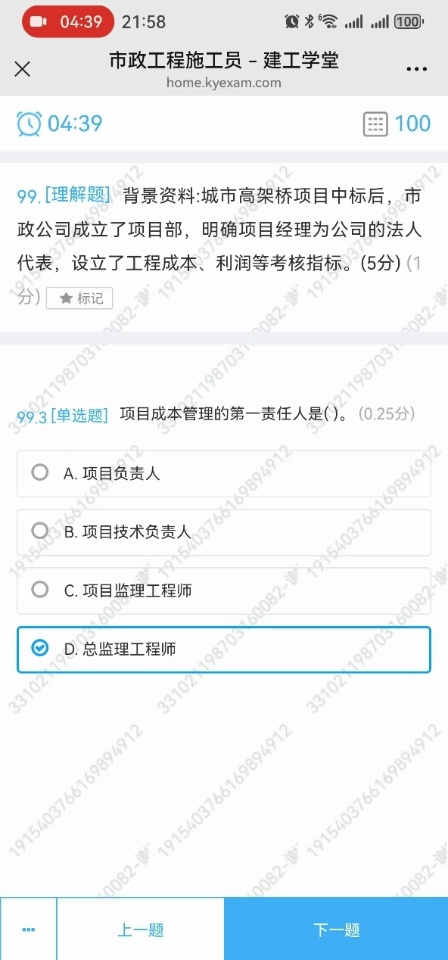 04:39 21:58 100
市政工程施工员 – 建工学堂
home.kyexam.com
04:39 100
99. [理解题] 背景资料:城市高架桥项目中标后，市
政公司成立了项目部，明确项目经理为公司的法人
代表，设立了工程成本、利润等考核指标。(5分) (1
分) ★ 标记
99.3 [单选题] 项目成本管理的第一责任人是( )。 (0.25分)
A. 项目负责人
B. 项目技术负责人
C. 项目监理工程师
D. 总监理工程师
1915403766169894912
上一题 下一题